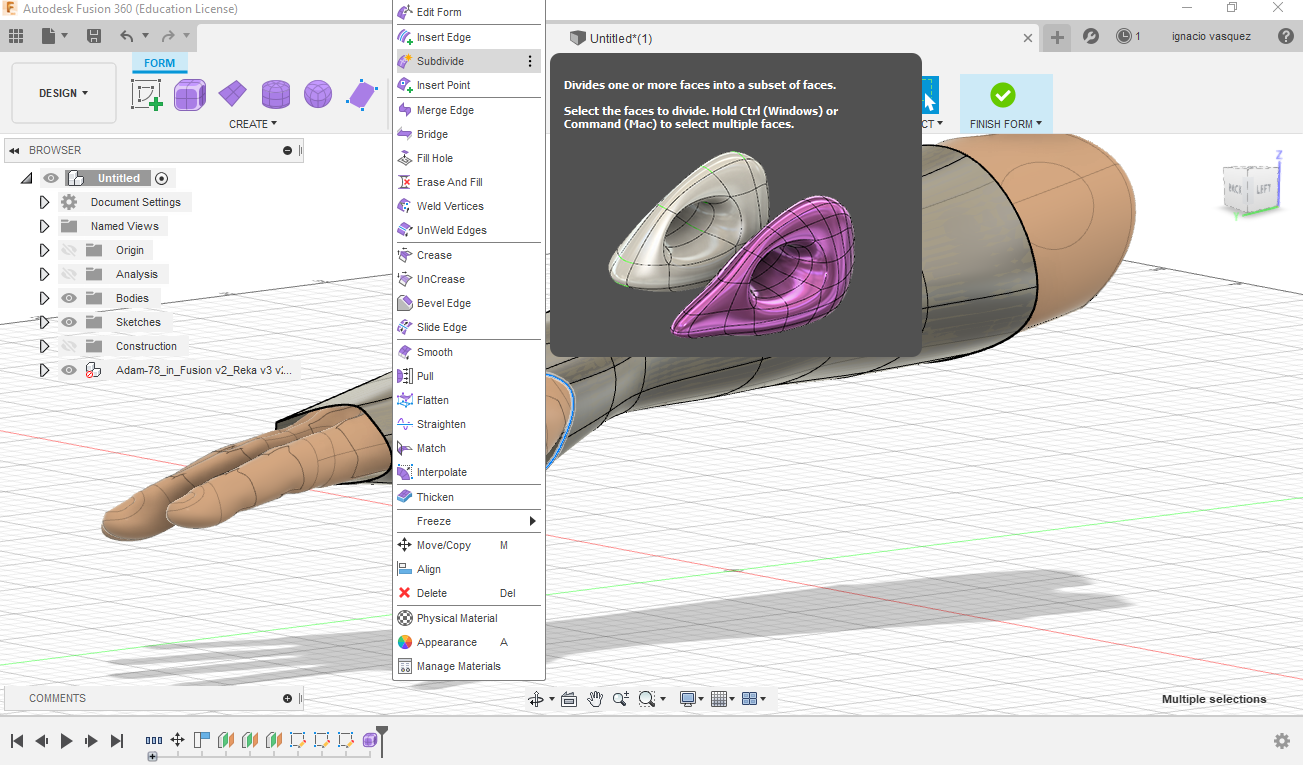 Autodesk Fusion 360 (Education License)
Untitled*(1)
1
ignacio vasquez
DESIGN
FORM
CREATE
CT
FINISH FORM
BROWSER
Untitled
Document Settings
Named Views
Origin
Analysis
Bodies
Sketches
Construction
Adam-78_in_Fusion v2_Reka v3 v:...
Edit Form
Insert Edge
Subdivide
Insert Point
Merge Edge
Bridge
Fill Hole
Erase And Fill
Weld Vertices
UnWeld Edges
Crease
UnCrease
Bevel Edge
Slide Edge
Smooth
Pull
Flatten
Straighten
Match
Interpolate
Thicken
Freeze
Move/Copy M
Align
Delete Del
Physical Material
Appearance A
Manage Materials
Divides one or more faces into a subset of faces.
Select the faces to divide. Hold Ctrl (Windows) or
Command (Mac) to select multiple faces.
Z
LEFT
Y
COMMENTS
Multiple selections